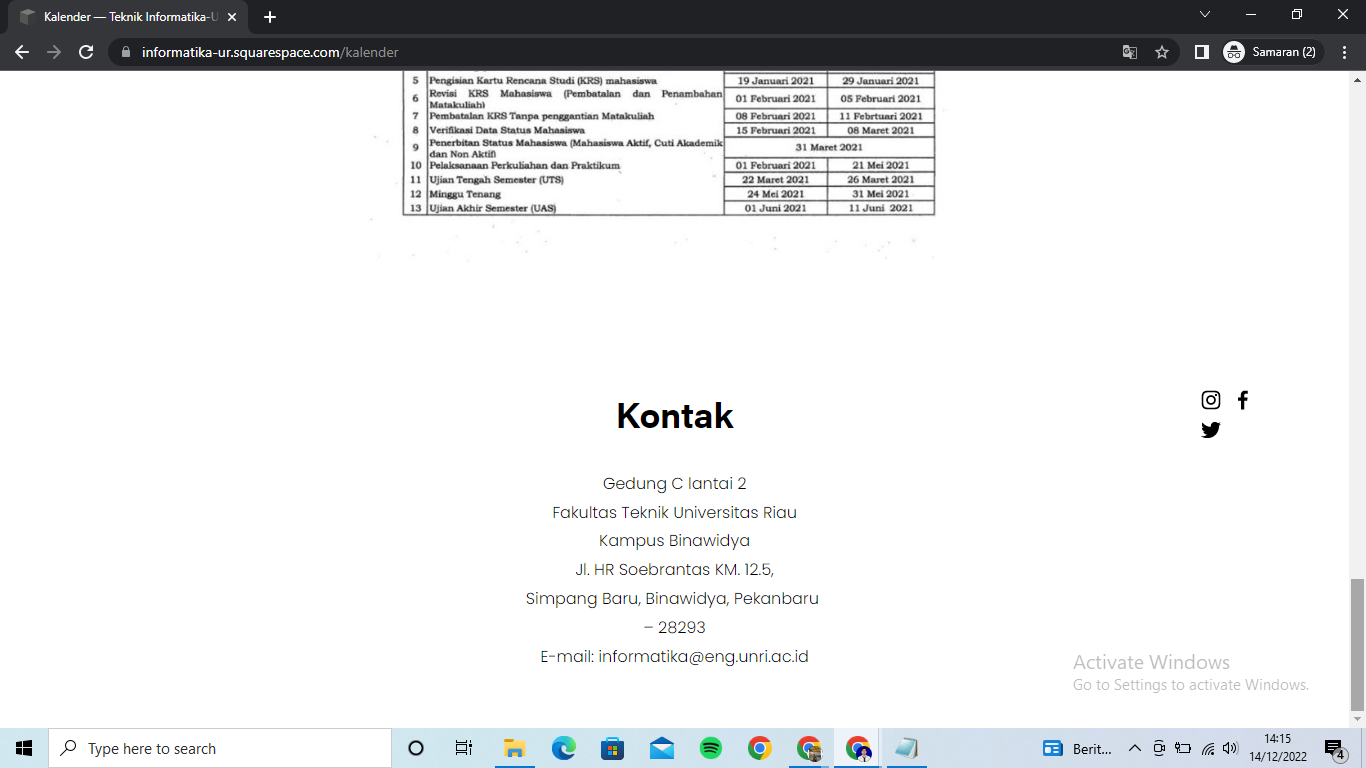 Kalender — Teknik Informatika-U
informatika-ur.squarespace.com/kalender
Samaran (2)
5 Pengisian Kartu Rencana Studi (KRS) mahasiswa 19 Januari 2021 29 Januari 2021
6 Revisi KRS Mahasiswa (Pembatalan dan Penambahan Matakuliah) 01 Februari 2021 05 Februari 2021
7 Pembatalan KRS Tanpa penggantian Matakuliah 08 Februari 2021 11 Febrtuari 2021
8 Verifikasi Data Status Mahasiswa 15 Februari 2021 08 Maret 2021
9 Penerbitan Status Mahasiswa (Mahasiswa Aktif, Cuti Akademik dan Non Aktif) 31 Maret 2021
10 Pelaksanaan Perkuliahan dan Praktikum 01 Februari 2021 21 Mei 2021
11 Ujian Tengah Semester (UTS) 22 Maret 2021 26 Maret 2021
12 Minggu Tenang 24 Mei 2021 31 Mei 2021
13 Ujian Akhir Semester (UAS) 01 Juni 2021 11 Juni 2021
Kontak
Gedung C lantai 2
Fakultas Teknik Universitas Riau
Kampus Binawidya
Jl. HR Soebrantas KM. 12.5,
Simpang Baru, Binawidya, Pekanbaru
– 28293
E-mail: informatika@eng.unri.ac.id
Activate Windows
Go to Settings to activate Windows.
Type here to search
Berit...
14:15
14/12/2022
4